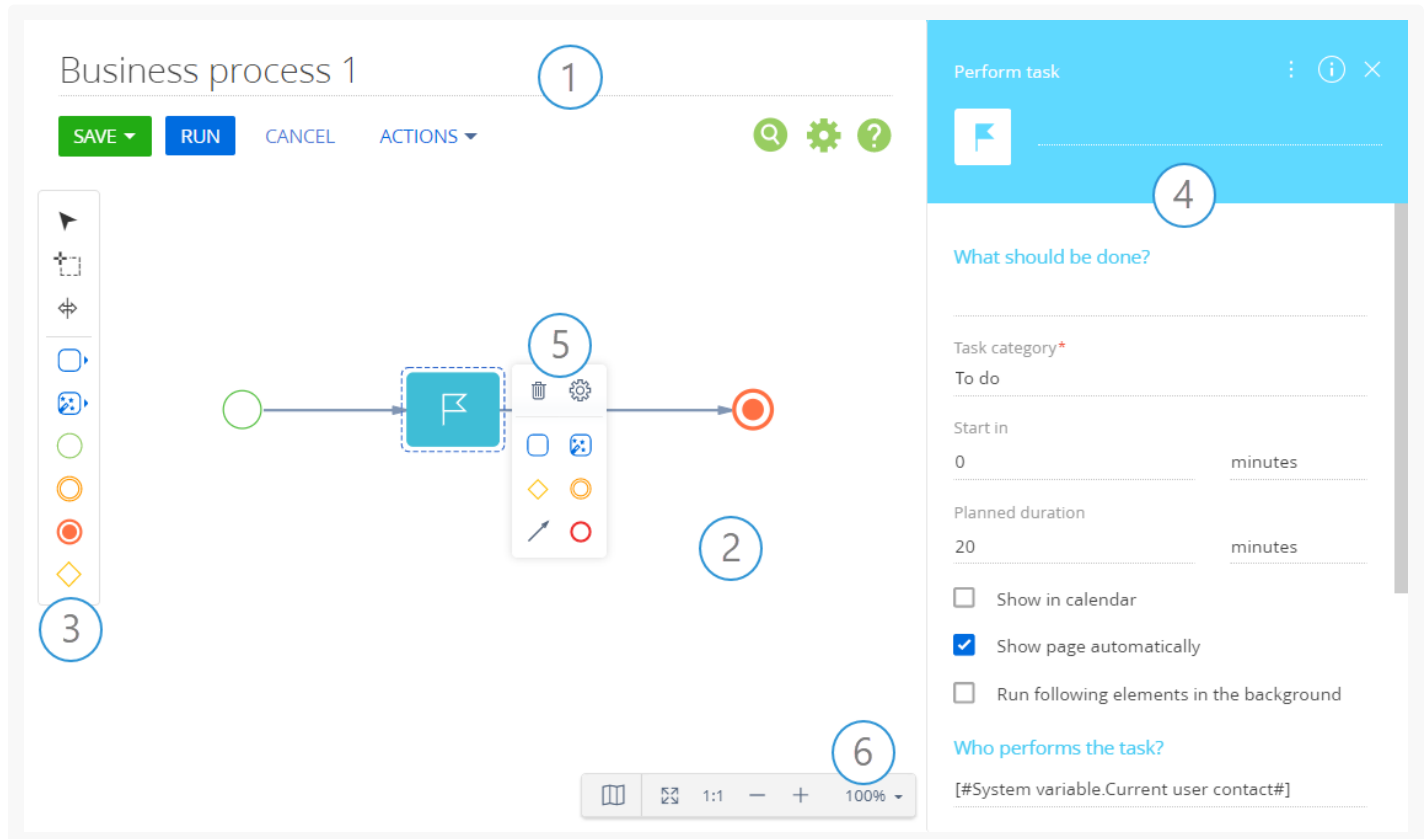 Business process 1
1
SAVE
RUN
CANCEL
ACTIONS
?
3
5
2
1:1
100%
6
Perform task
i
4
What should be done?
Task category*
To do
Start in
0 minutes
Planned duration
20 minutes
Show in calendar
Show page automatically
Run following elements in the background
Who performs the task?
[#System variable.Current user contact#]